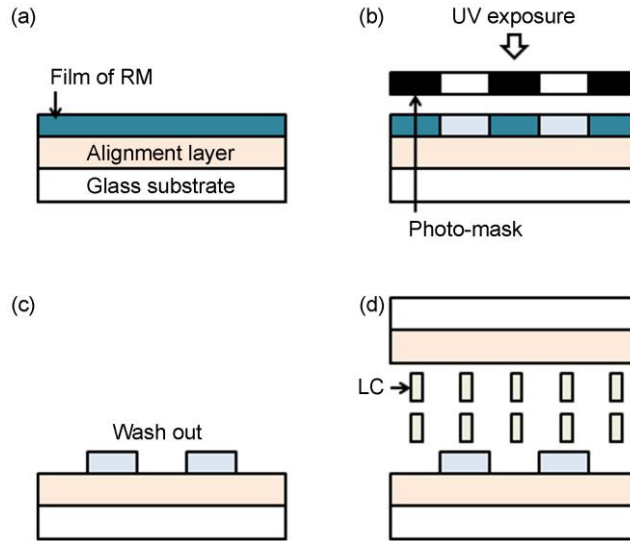 (a)
Film of RM
Alignment layer
Glass substrate
(b)
UV exposure
Photo-mask
(c)
Wash out
(d)
LC